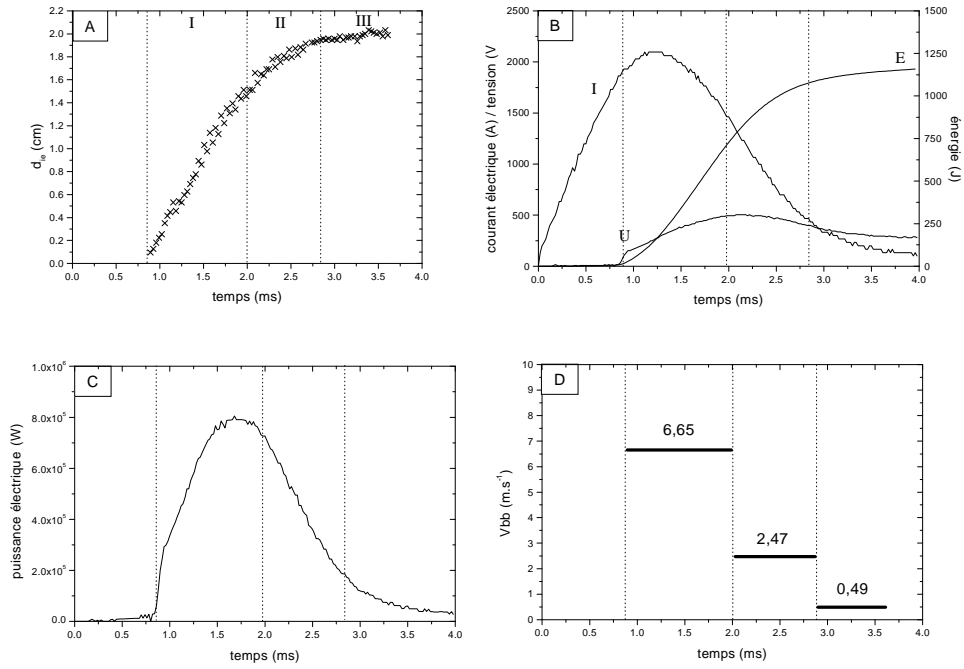 A
I
II
III
2.2
2.0
1.8
1.6
1.4
1.2
1.0
0.8
0.6
0.4
0.2
0.0
d_ie (cm)
0.0 0.5 1.0 1.5 2.0 2.5 3.0 3.5 4.0
temps (ms)
B
I
U
E
2500
2000
1500
1000
500
0
courant électrique (A) / tension (V
1500
1250
1000
750
500
250
0
énergie (J)
0.0 0.5 1.0 1.5 2.0 2.5 3.0 3.5 4.0
temps (ms)
C
1.0x10⁶
8.0x10⁵
6.0x10⁵
4.0x10⁵
2.0x10⁵
0.0
puissance électrique (W)
0.0 0.5 1.0 1.5 2.0 2.5 3.0 3.5 4.0
temps (ms)
D
10
9
8
7
6
5
4
3
2
1
0
Vbb (m.s⁻¹)
6,65
2,47
0,49
0.0 0.5 1.0 1.5 2.0 2.5 3.0 3.5 4.0
temps (ms)